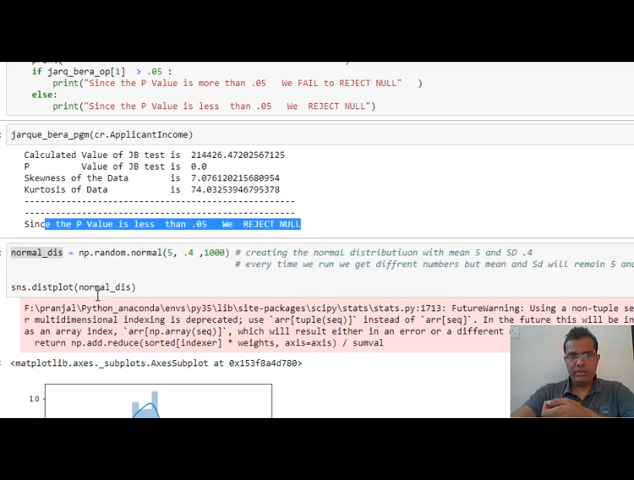 if jarq_bera_op[1]  > .05 :
print("Since the P Value is more than .05   We FAIL to REJECT NULL"   )
else:
print("Since the P Value is less  than .05   We  REJECT NULL")
jarque_bera_pgm(cr.ApplicantIncome)
Calculated Value of JB test is  214426.47202567125
P          Value of JB test is  0.0
Skewness of the Data        is  7.076121215680954
Kurtosis of Data            is  74.03253946795378
----------------------------------------------------
----------------------------------------------------
Since the P Value is less  than .05   We  REJECT NULL
normal_dis = np.random.normal(5, .4 ,1000)  # creating the normal distributiuon with mean 5 and SD .4
# every time we run we get diffrent numbers but mean and Sd will remain 5 and
sns.distplot(normal_dis)
F:\pranjal\Python_anaconda\envs\py35\lib\site-packages\scipy\stats\stats.py:1713: FutureWarning: Using a non-tuple se
r multidimensional indexing is deprecated; use `arr[tuple(seq)]` instead of `arr[seq]`. In the future this will be in
as an array index, `arr[np.array(seq)]`, which will result either in an error or a different
return np.add.reduce(sorted[indexer] * weights, axis=axis) / sumval
<matplotlib.axes._subplots.AxesSubplot at 0x153f8a4d780>
1.0